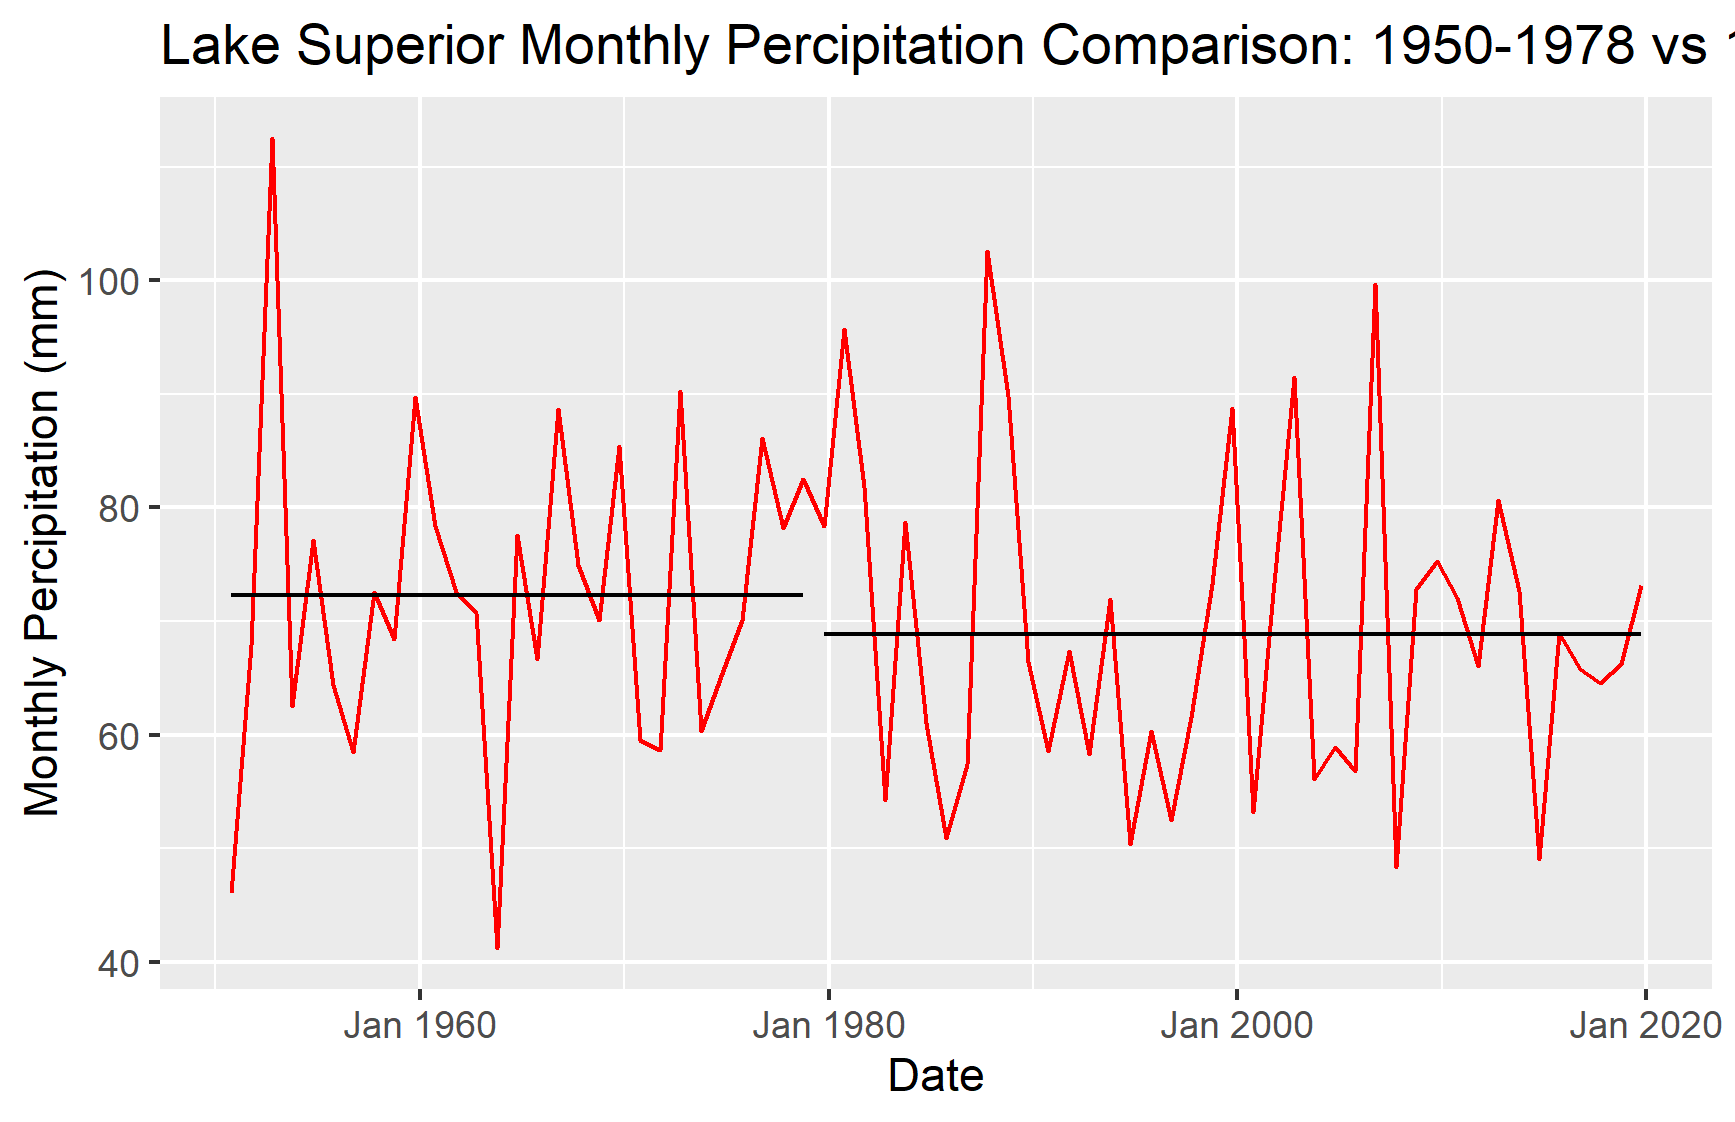 Lake Superior Monthly Percipitation Comparison: 1950-1978 vs 1
Monthly Percipitation (mm)
100
80
60
40
Jan 1960 Jan 1980 Jan 2000 Jan 2020
Date